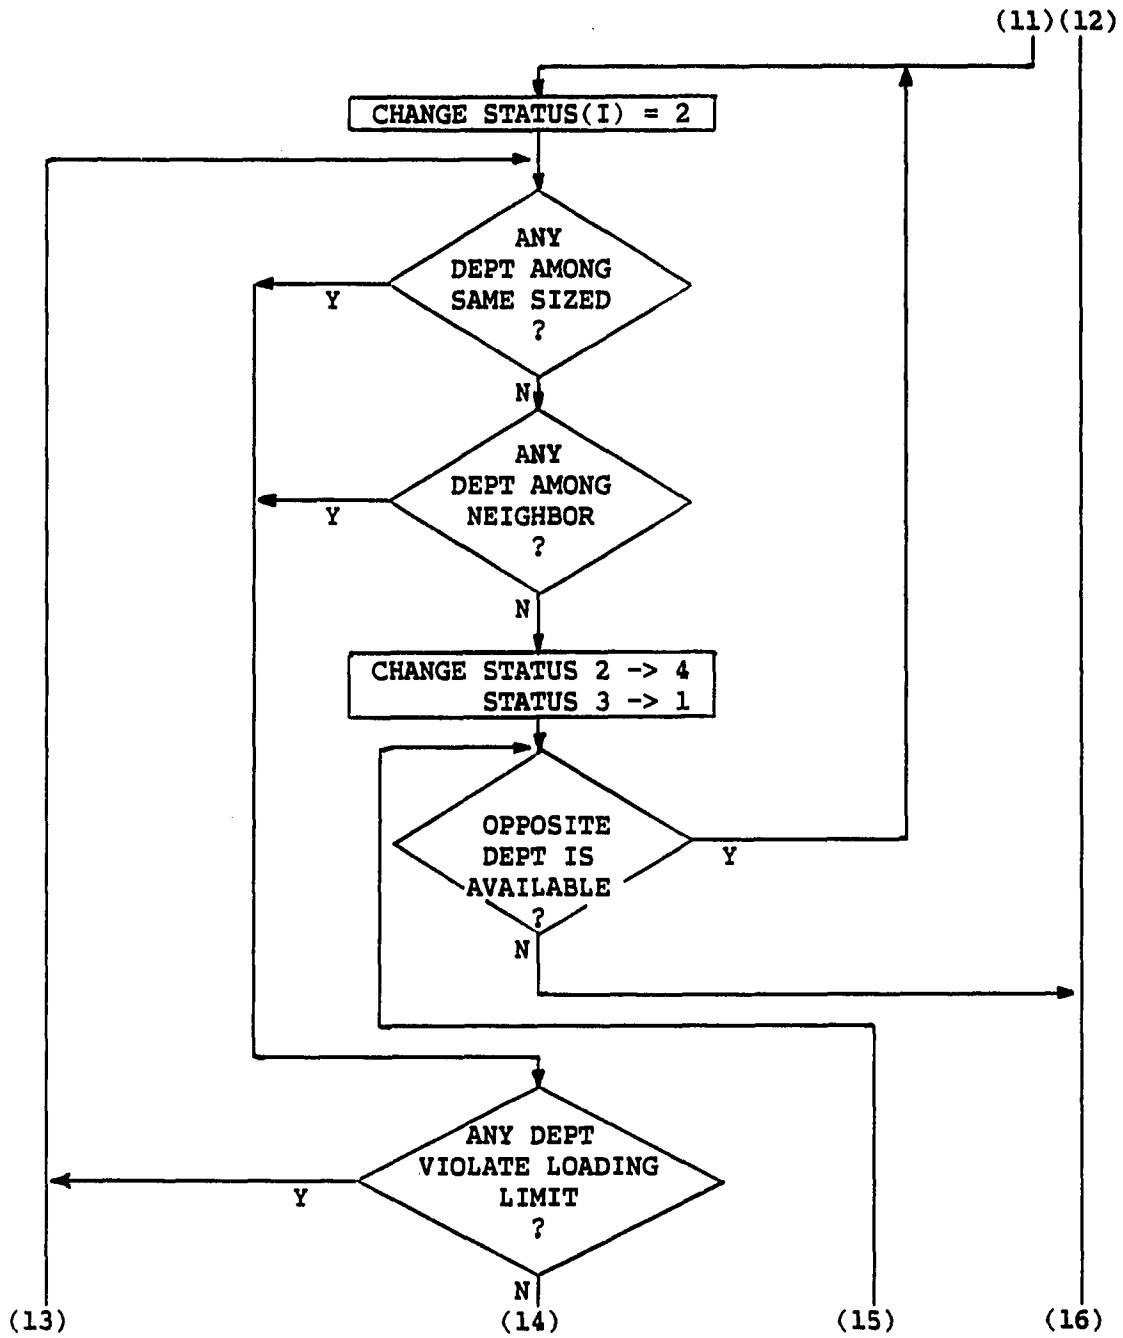 (11)(12)
CHANGE STATUS(I) = 2
ANY
DEPT AMONG
SAME SIZED
?
Y
N
ANY
DEPT AMONG
NEIGHBOR
?
Y
N
CHANGE STATUS 2 -> 4
STATUS 3 -> 1
OPPOSITE
DEPT IS
AVAILABLE
?
Y
N
ANY DEPT
VIOLATE LOADING
LIMIT
?
Y
N
(13) (14) (15) (16)